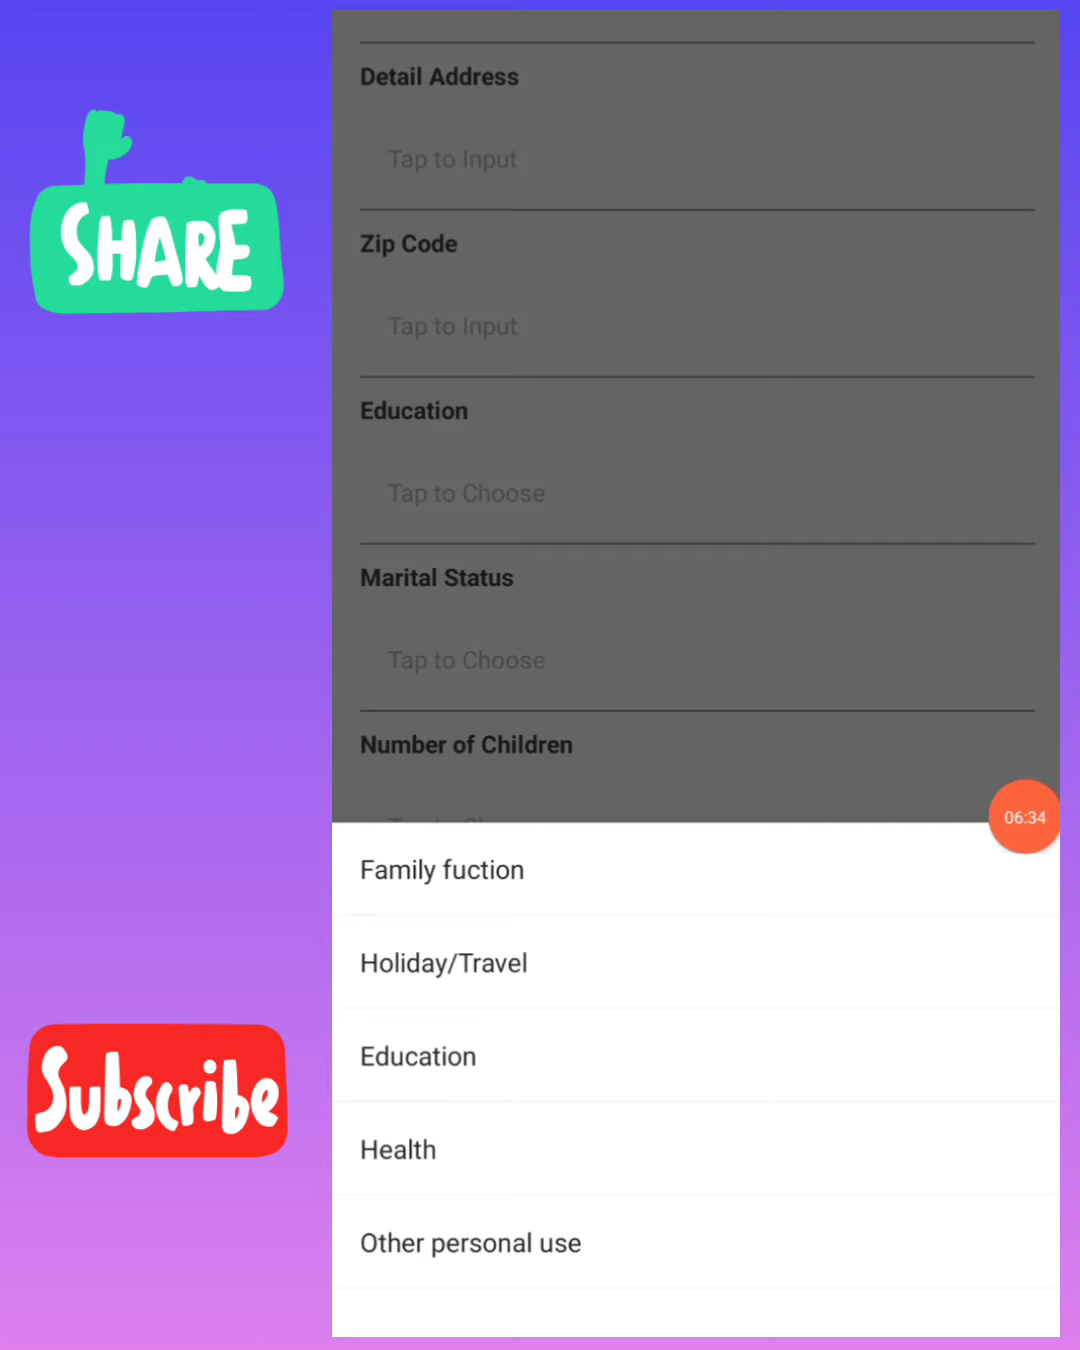 SHARE
Subscribe
Detail Address
Tap to Input
Zip Code
Tap to Input
Education
Tap to Choose
Marital Status
Tap to Choose
Number of Children
06:34
Family fuction
Holiday/Travel
Education
Health
Other personal use